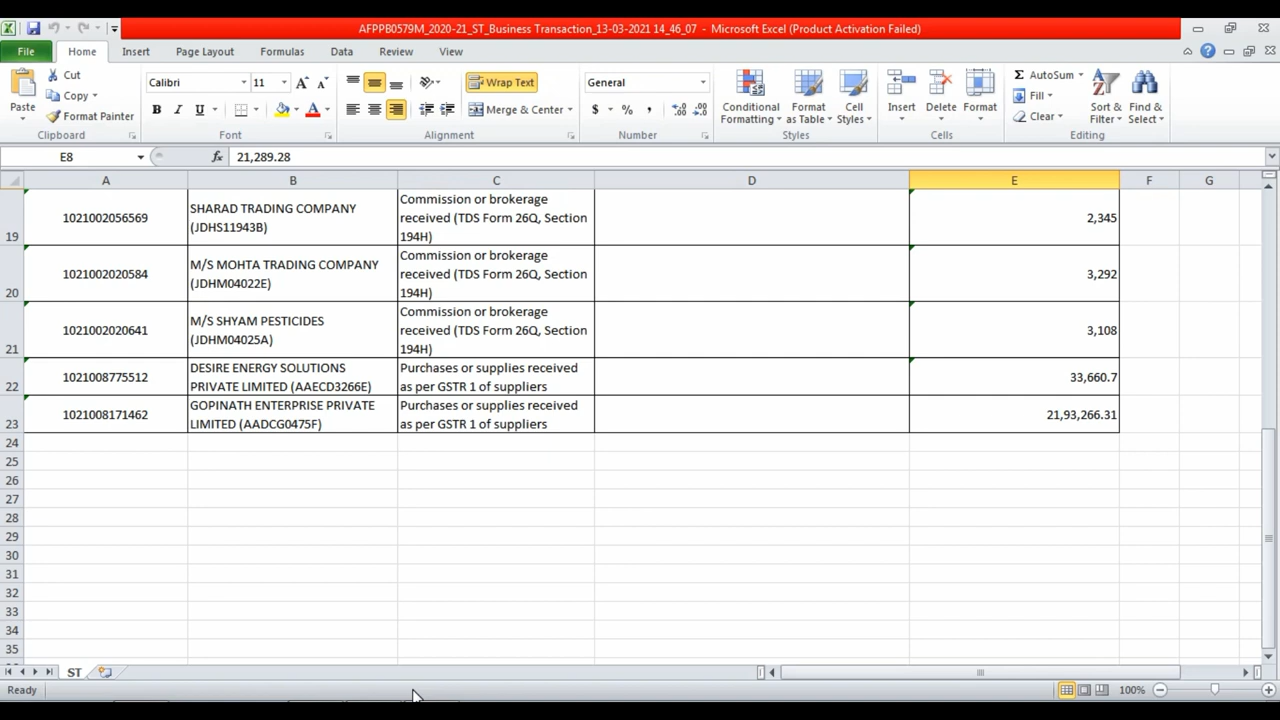 AFPPB0579M_2020-21_ST_Business Transaction_13-03-2021 14_46_07 - Microsoft Excel (Product Activation Failed)
File Home Insert Page Layout Formulas Data Review View
Paste
Cut
Copy
Format Painter
Calibri 11
B I U A
Wrap Text
Merge & Center
General
$ % ,
Conditional Formatting
Format as Table
Cell Styles
Insert Delete Format
AutoSum
Fill
Clear
Sort & Filter
Find & Select
Clipboard Font Alignment Number Styles Cells Editing
E8 fx 21,289.28
A B C D E F G
19 1021002056569 SHARAD TRADING COMPANY (JDHS11943B) Commission or brokerage received (TDS Form 26Q, Section 194H) 2,345
20 1021002020584 M/S MOHTA TRADING COMPANY (JDHM04022E) Commission or brokerage received (TDS Form 26Q, Section 194H) 3,292
21 1021002020641 M/S SHYAM PESTICIDES (JDHM04025A) Commission or brokerage received (TDS Form 26Q, Section 194H) 3,108
22 1021008775512 DESIRE ENERGY SOLUTIONS PRIVATE LIMITED (AAECD3266E) Purchases or supplies received as per GSTR 1 of suppliers 33,660.7
23 1021008171462 GOPINATH ENTERPRISE PRIVATE LIMITED (AADCG0475F) Purchases or supplies received as per GSTR 1 of suppliers 21,93,266.31
24
25
26
27
28
29
30
31
32
33
34
35
ST
Ready 100%